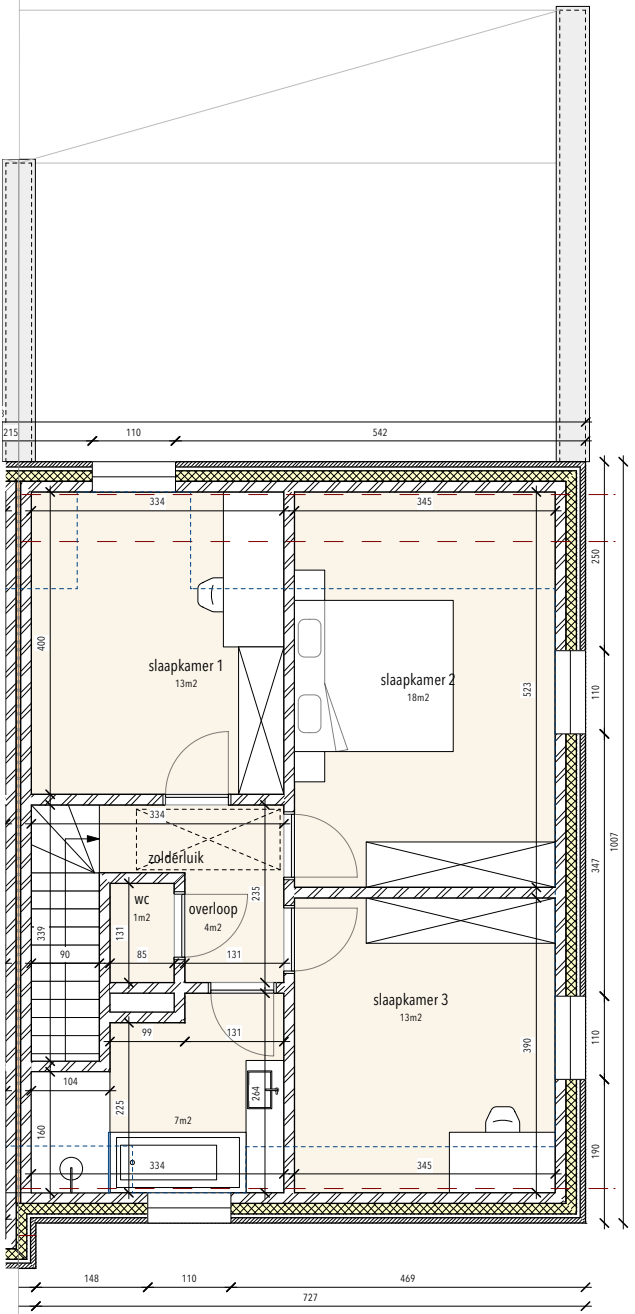 215 110 542
334 345
250
400
slaapkamer 1
13m2
slaapkamer 2
18m2
523
110
334
zolderluik
1007
347
235
wc
1m2
overloop
4m2
339
131
90 85 131
slaapkamer 3
13m2
99 131
110
390
104
264
225
7m2
160
190
334 345
148 110 469
727